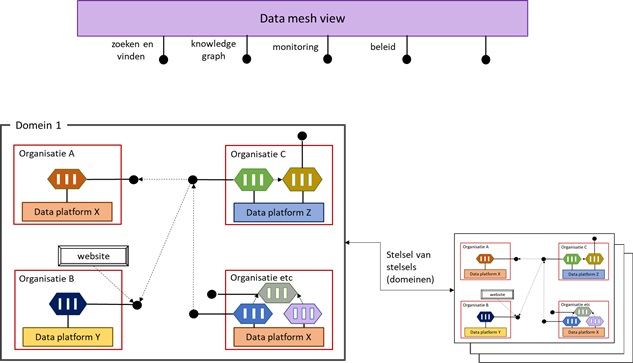 Data mesh view
zoeken en
vinden
knowledge
graph
monitoring
beleid
Domein 1
Organisatie A
Data platform X
Organisatie C
Data platform Z
website
Organisatie B
Data platform Y
Organisatie etc
Data platform X
Stelsel van
stelsels
(domeinen)
Organisatie A
Data platform X
Organisatie C
Data platform Z
website
Organisatie B
Data platform Y
Organisatie etc
Data platform X